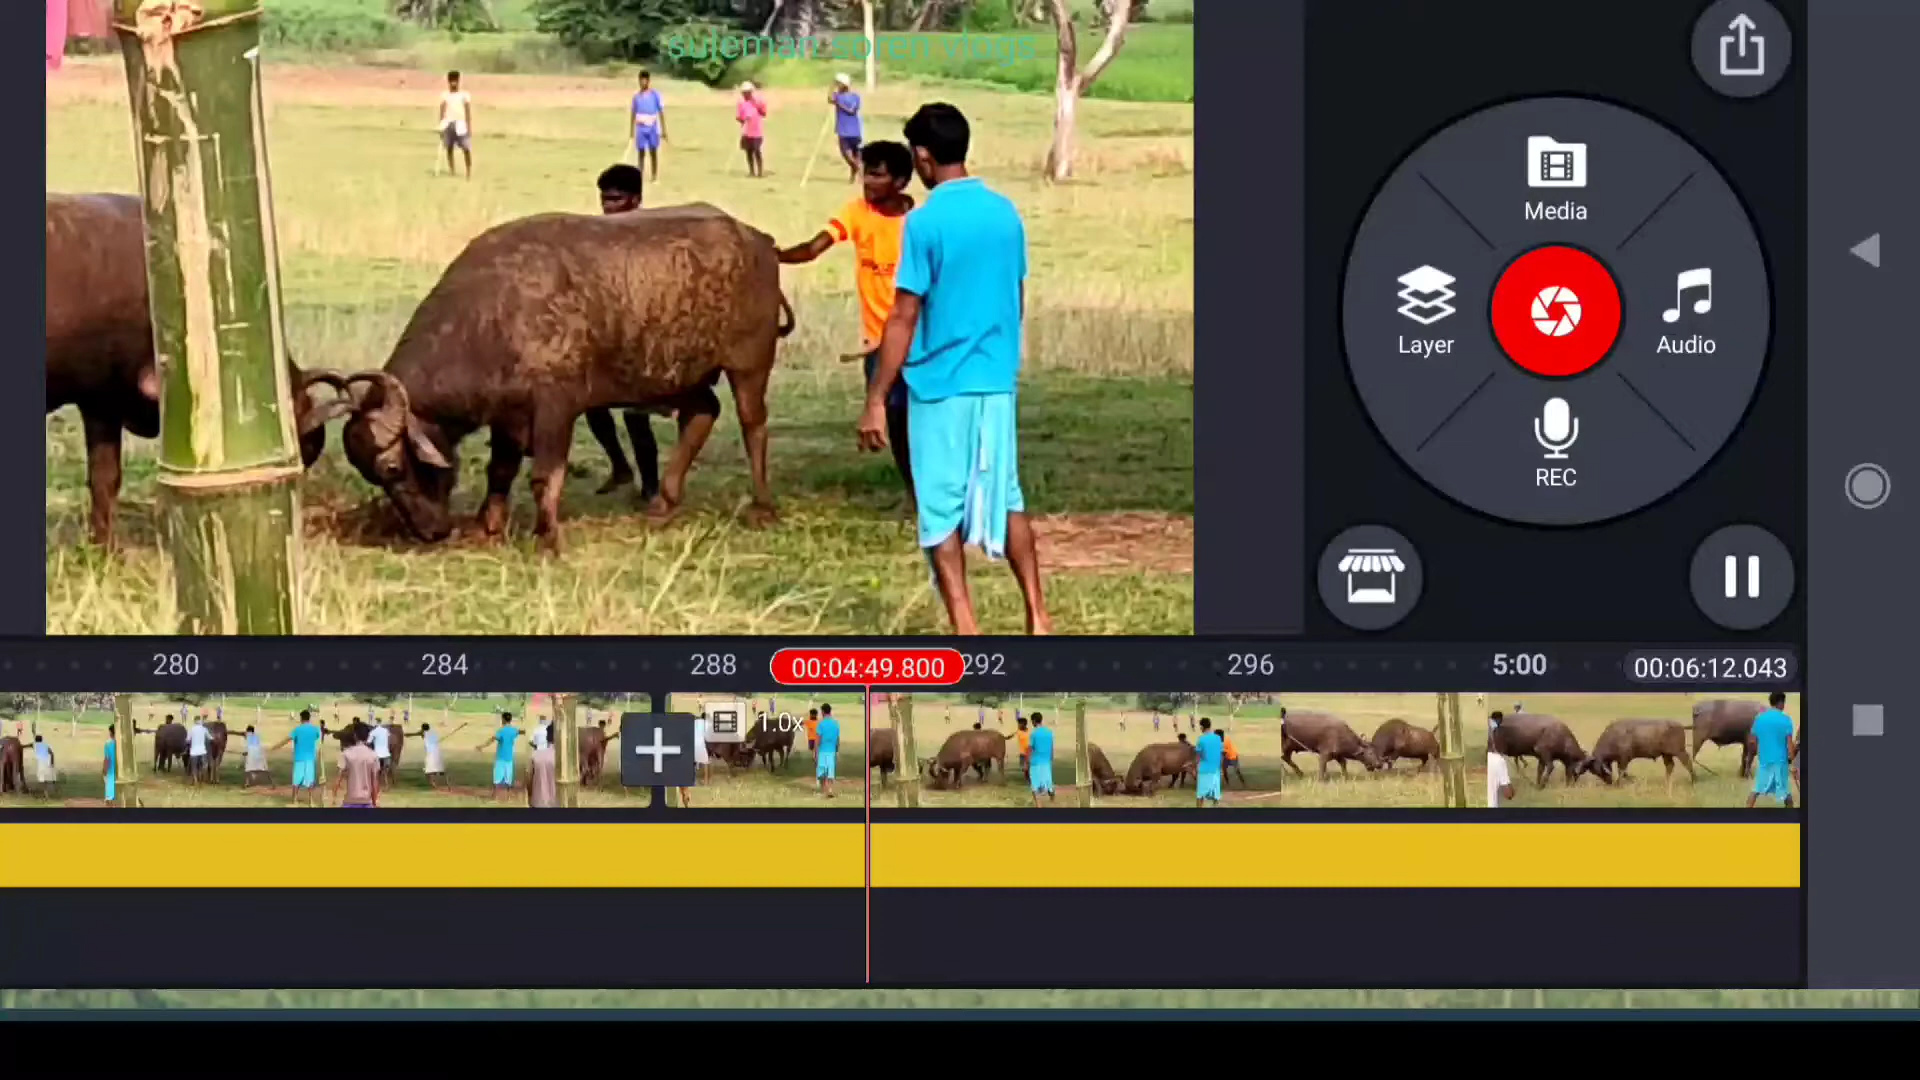 suleman soren vlogs
Media
Layer
Audio
REC
280
284
288
00:04:49.800
292
296
5:00
00:06:12.043
1.0x